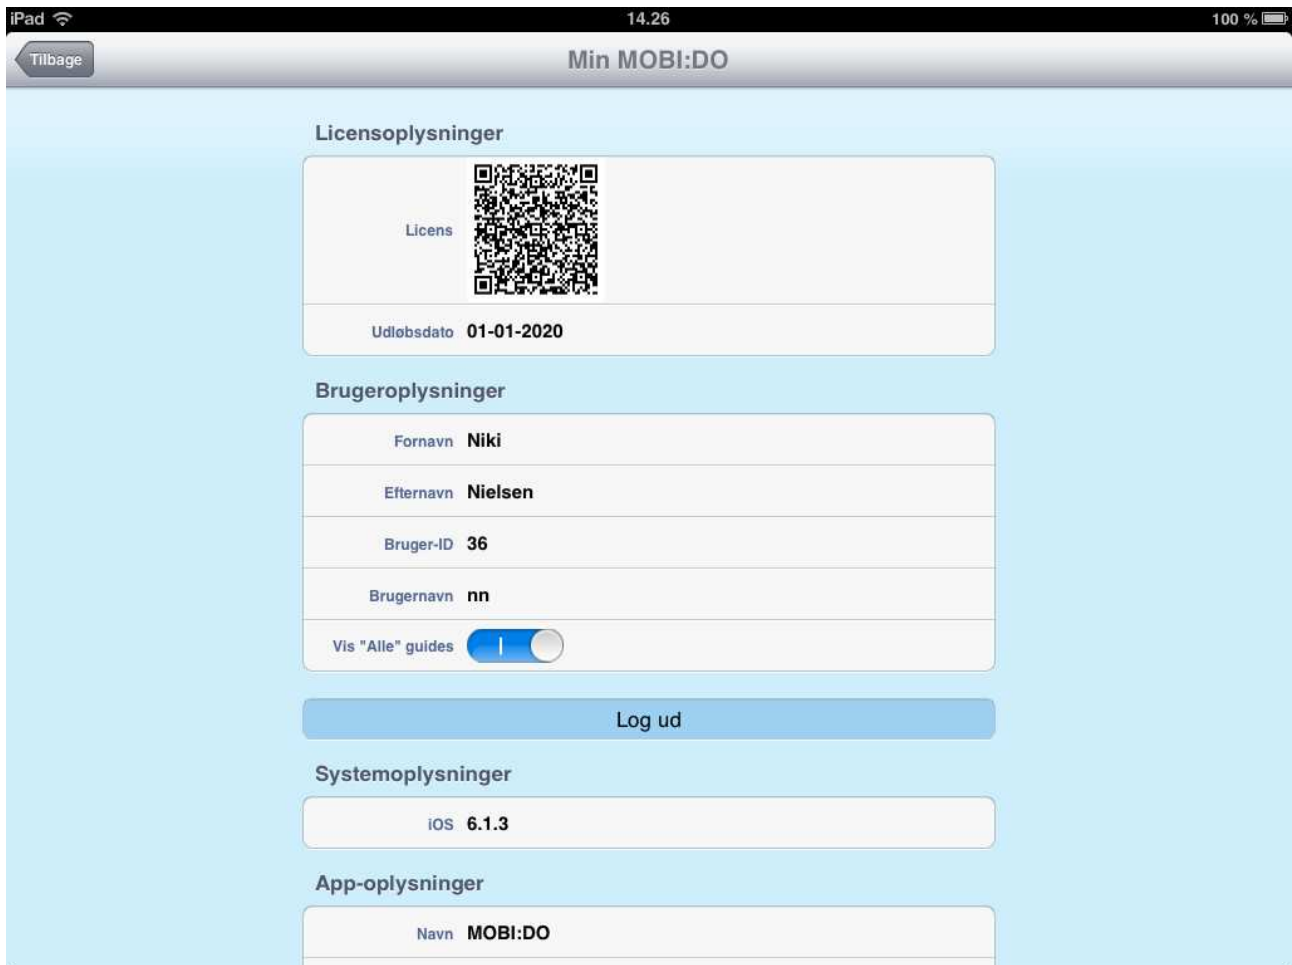 iPad 14.26 100 %
Tilbage Min MOBI:DO
Licensoplysninger
Licens
Udløbsdato 01-01-2020
Brugeroplysninger
Fornavn Niki
Efternavn Nielsen
Bruger-ID 36
Brugernavn nn
Vis "Alle" guides
Log ud
Systemoplysninger
iOS 6.1.3
App-oplysninger
Navn MOBI:DO